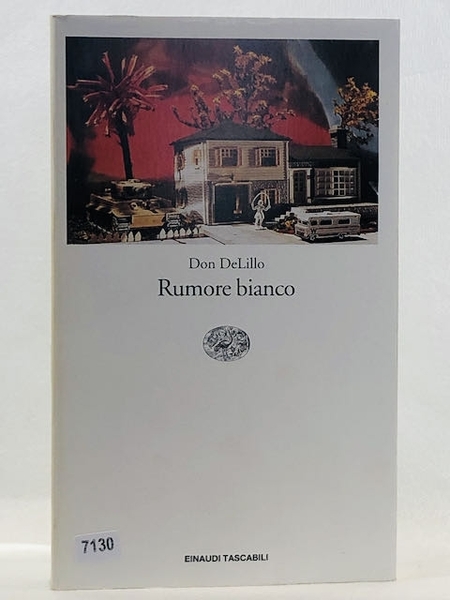 Don DeLillo
Rumore bianco
7130
EINAUDI TASCABILI